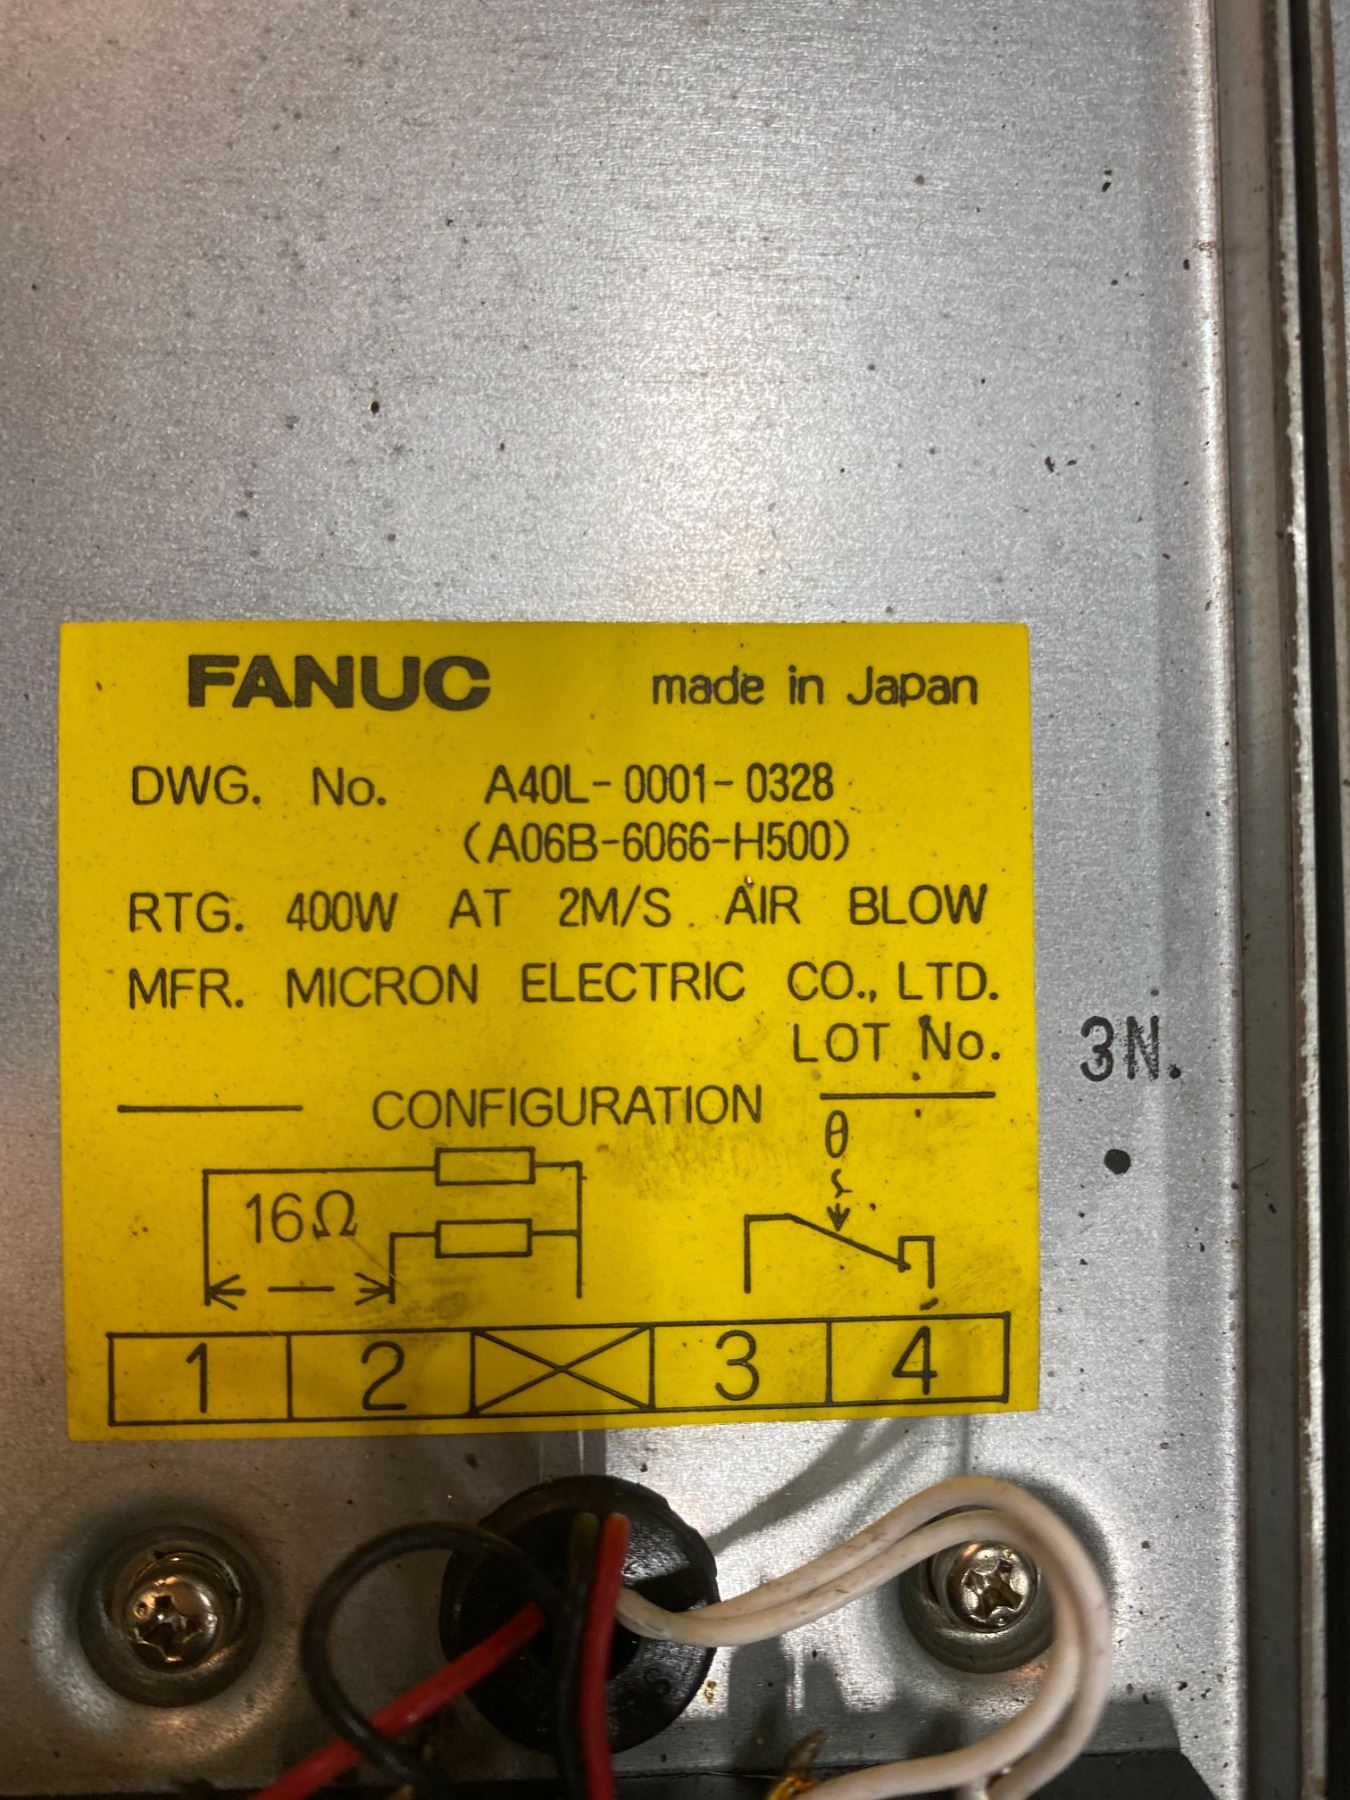 FANUC made in Japan
DWG. No. A40L-0001-0328
(A06B-6066-H500)
RTG. 400W AT 2M/S AIR BLOW
MFR. MICRON ELECTRIC CO., LTD.
LOT No. 3N.
CONFIGURATION
θ
16Ω
1 2 3 4